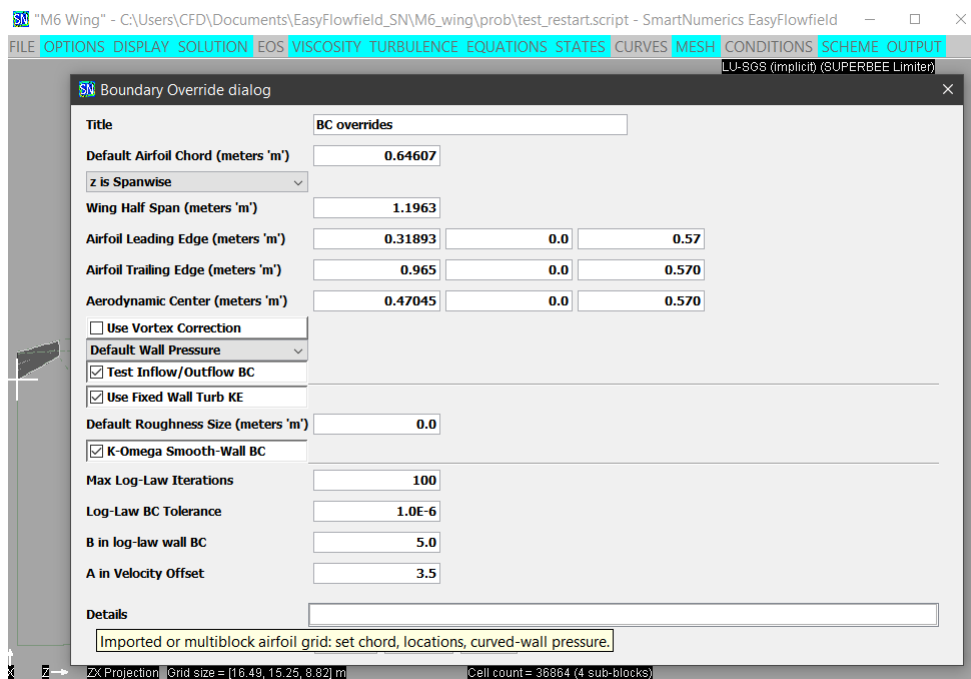 SN "M6 Wing" - C:\Users\CFD\Documents\EasyFlowfield_SN\M6_wing\prob\test_restart.script - SmartNumerics EasyFlowfield
FILE OPTIONS DISPLAY SOLUTION EOS VISCOSITY TURBULENCE EQUATIONS STATES CURVES MESH CONDITIONS SCHEME OUTPUT
LU-SGS (implicit) (SUPERBEE Limiter)
SN Boundary Override dialog
Title BC overrides
Default Airfoil Chord (meters 'm') 0.64607
z is Spanwise
Wing Half Span (meters 'm') 1.1963
Airfoil Leading Edge (meters 'm') 0.31893 0.0 0.57
Airfoil Trailing Edge (meters 'm') 0.965 0.0 0.570
Aerodynamic Center (meters 'm') 0.47045 0.0 0.570
Use Vortex Correction
Default Wall Pressure
Test Inflow/Outflow BC
Use Fixed Wall Turb KE
Default Roughness Size (meters 'm') 0.0
K-Omega Smooth-Wall BC
Max Log-Law Iterations 100
Log-Law BC Tolerance 1.0E-6
B in log-law wall BC 5.0
A in Velocity Offset 3.5
Details
Imported or multiblock airfoil grid: set chord, locations, curved-wall pressure.
X Z ZX Projection Grid size = [16.49, 15.25, 8.82] m Cell count = 36864 (4 sub-blocks)